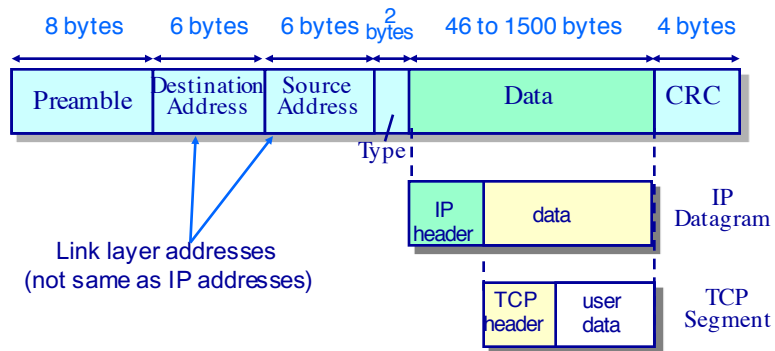 8 bytes 6 bytes 6 bytes 2 bytes 46 to 1500 bytes 4 bytes
Preamble
Destination
Address
Source
Address
Type
Data
CRC
IP
header
data
IP
Datagram
Link layer addresses
(not same as IP addresses)
TCP
header
user
data
TCP
Segment